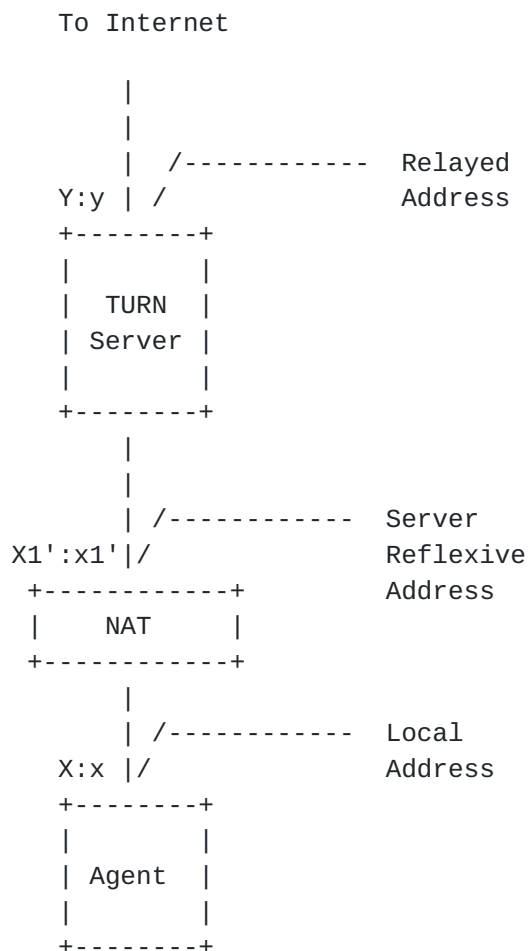 To Internet
|
|
| /------------ Relayed
Y:y | / Address
+--------+
| |
| TURN |
| Server |
| |
+--------+
|
|
| /------------ Server
X1':x1'|/ Reflexive
+------------+ Address
| NAT |
+------------+
|
| /------------ Local
X:x |/ Address
+--------+
| |
| Agent |
| |
+--------+